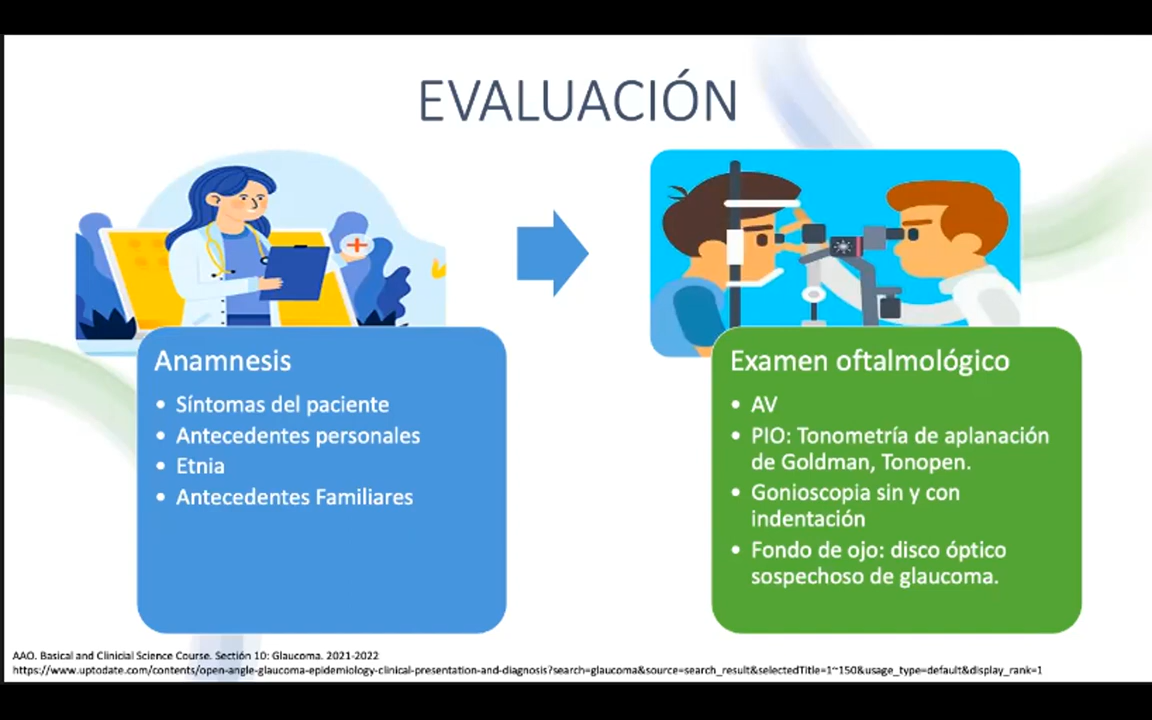 EVALUACIÓN
Anamnesis
• Síntomas del paciente
• Antecedentes personales
• Etnia
• Antecedentes Familiares
Examen oftalmológico
• AV
• PIO: Tonometría de aplanación
de Goldman, Tonopen.
• Gonioscopia sin y con
indentación
• Fondo de ojo: disco óptico
sospechoso de glaucoma.
AAO. Basical and Clinicial Science Course. Sectión 10: Glaucoma. 2021-2022
https://www.uptodate.com/contents/open-angle-glaucoma-epidemiology-clinical-presentation-and-diagnosis?search=glaucoma&source=search_result&selectedTitle=1~150&usage_type=default&display_rank=1